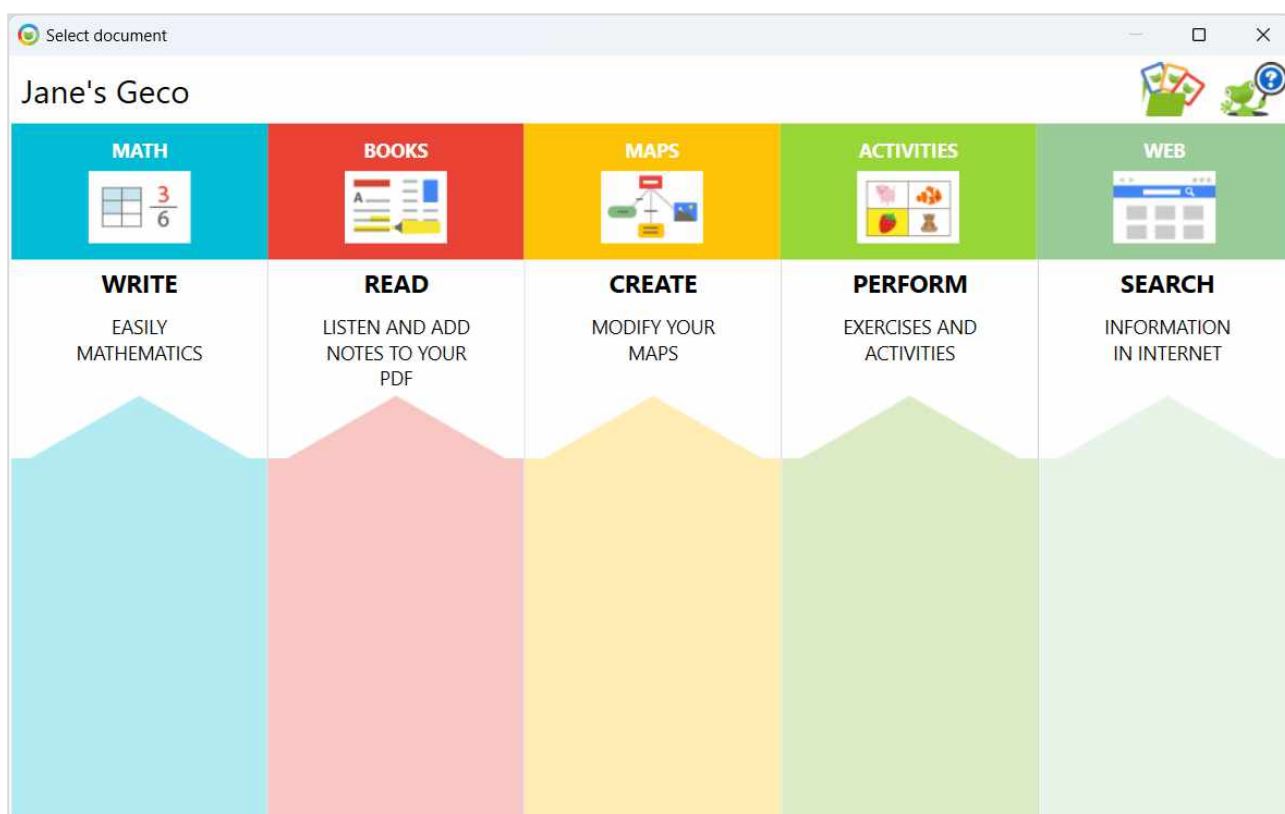 Select document
Jane's Geco
MATH
3
6
BOOKS
A
MAPS
ACTIVITIES
WEB
WRITE
EASILY
MATHEMATICS
READ
LISTEN AND ADD
NOTES TO YOUR
PDF
CREATE
MODIFY YOUR
MAPS
PERFORM
EXERCISES AND
ACTIVITIES
SEARCH
INFORMATION
IN INTERNET